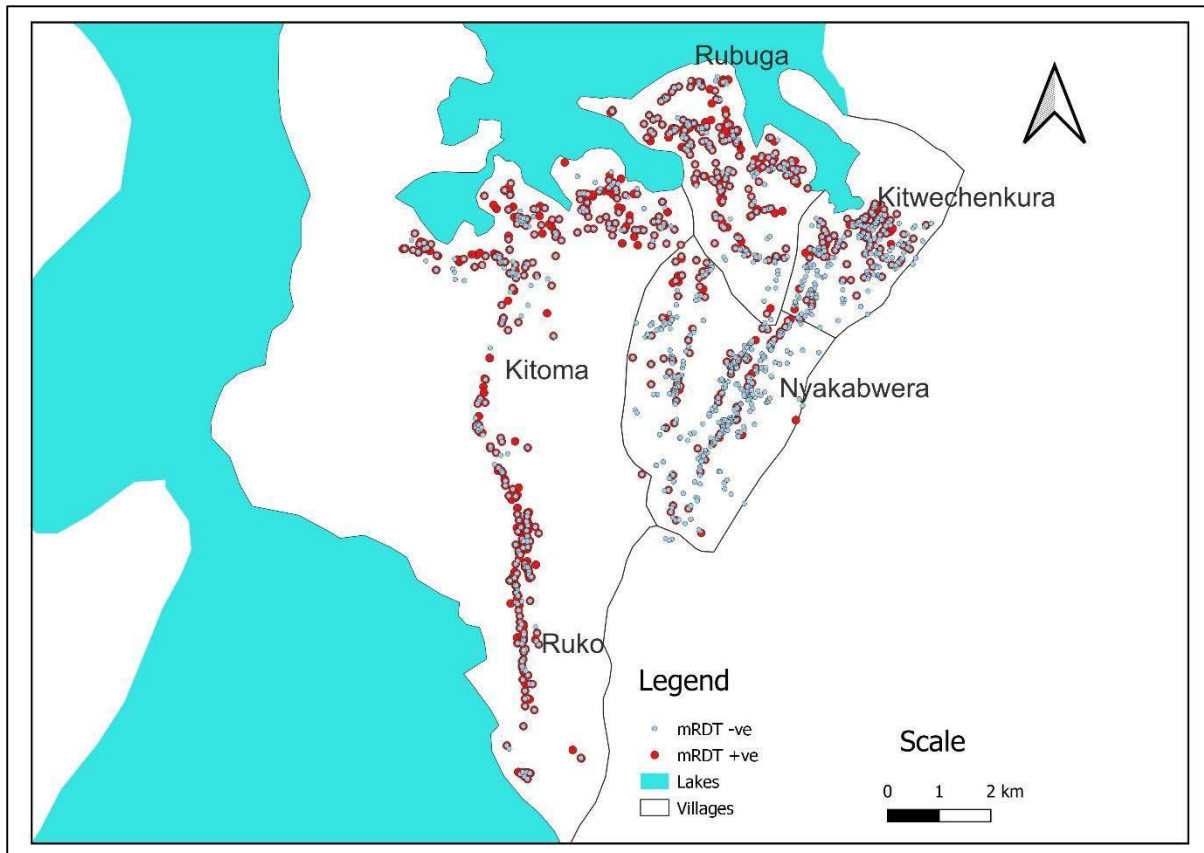 Rubuga
Kitwechenkura
Kitoma
Nyakabwera
Ruko
Legend
mRDT -ve
mRDT +ve
Lakes
Villages
Scale
0 1 2 km